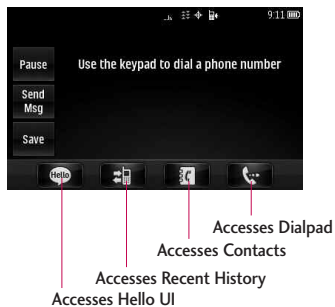 9:11
Pause
Use the keypad to dial a phone number
Send
Msg
Save
Hello
Accesses Dialpad
Accesses Contacts
Accesses Recent History
Accesses Hello UI